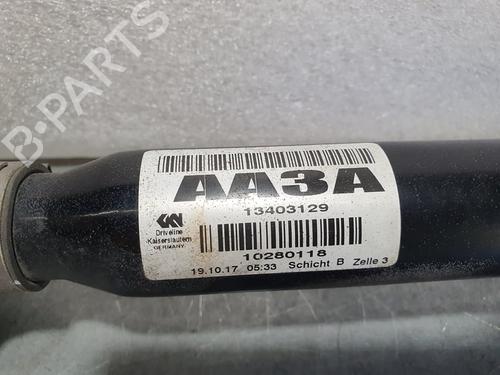 B-PARTS
AA3A
13403129
GKN
Driveline
Kaiserslautern
GERMANY
10280118
19.10.17 05:33 Schicht B Zelle 3